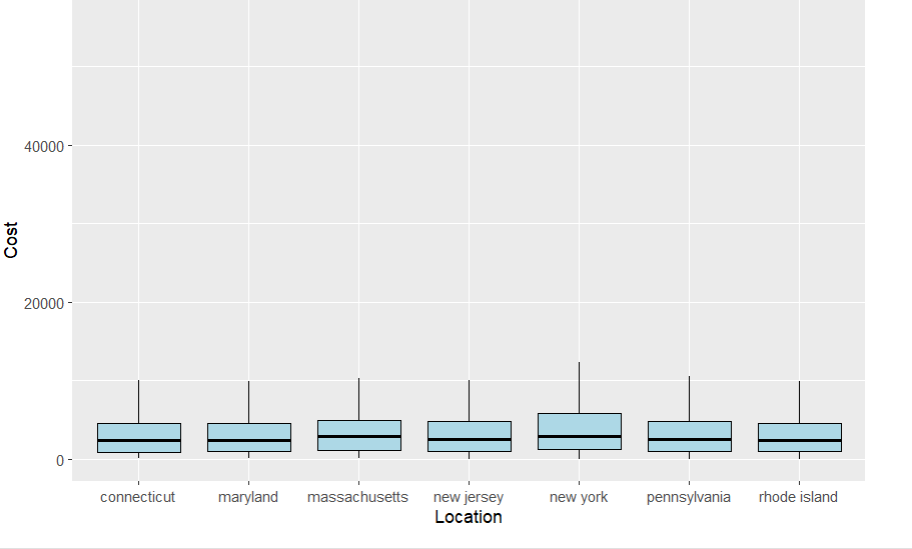 40000
20000
0
Cost
connecticut maryland massachusetts new jersey new york pennsylvania rhode island
Location